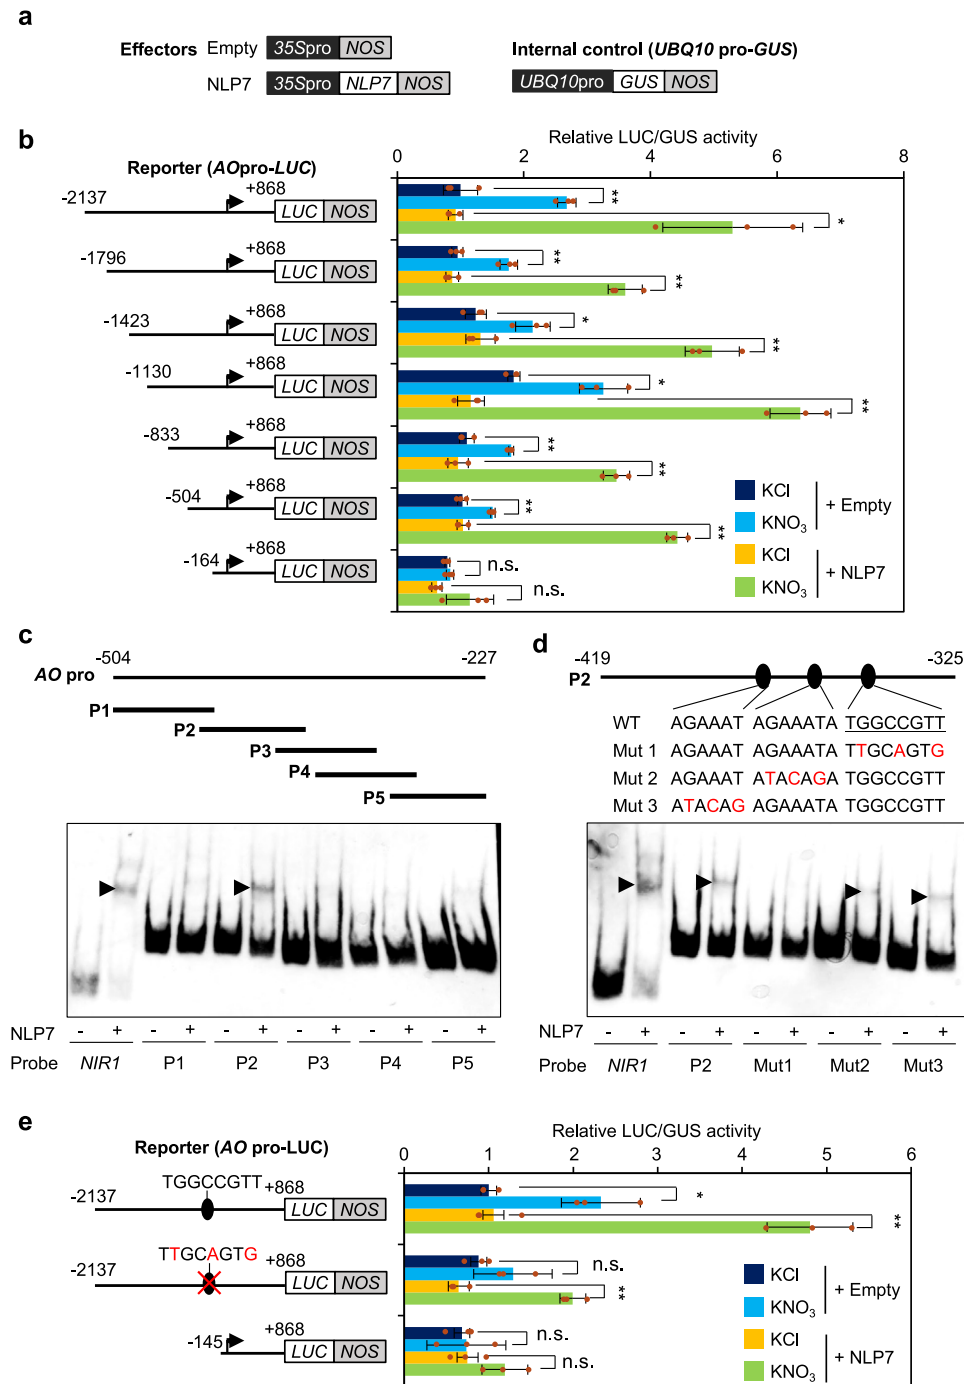 a
Effectors Empty 35Spro NOS
Internal control (UBQ10 pro-GUS)
NLP7 35Spro NLP7 NOS
UBQ10pro GUS NOS
b
Relative LUC/GUS activity
Reporter (AOpro-LUC)
0 2 4 6 8
-2137 +868 LUC NOS
**
*
-1796 +868 LUC NOS
**
**
-1423 +868 LUC NOS
*
**
-1130 +868 LUC NOS
*
**
-833 +868 LUC NOS
**
**
-504 +868 LUC NOS
**
**
-164 +868 LUC NOS
n.s.
n.s.
KCl
KNO3
+ Empty
KCl
KNO3
+ NLP7
c
-504 -227
AO pro
P1
P2
P3
P4
P5
NLP7 - + - + - + - + - + - +
Probe NIR1 P1 P2 P3 P4 P5
d
-419 -325
P2
WT AGAAAT AGAAATA TGGCCGTT
Mut 1 AGAAAT AGAAATA TTGCAGTG
Mut 2 AGAAAT ATACAGA TGGCCGTT
Mut 3 ATACAG AGAAATA TGGCCGTT
NLP7 - + - + - + - + - +
Probe NIR1 P2 Mut1 Mut2 Mut3
e
Relative LUC/GUS activity
Reporter (AO pro-LUC)
0 1 2 3 4 5 6
TGGCCGTT
-2137 +868 LUC NOS
*
**
TTGCAGTG
-2137 +868 LUC NOS
n.s.
**
-145 +868 LUC NOS
n.s.
n.s.
KCl
KNO3
+ Empty
KCl
KNO3
+ NLP7